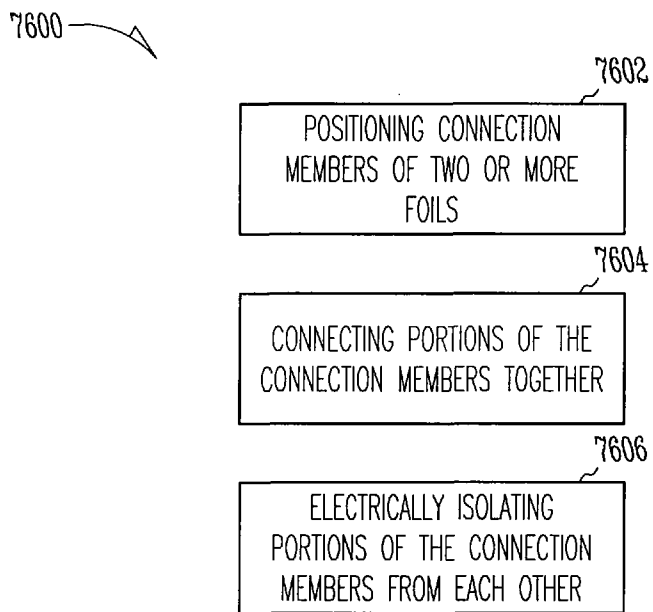 7600
7602
POSITIONING CONNECTION
MEMBERS OF TWO OR MORE
FOILS
7604
CONNECTING PORTIONS OF THE
CONNECTION MEMBERS TOGETHER
7606
ELECTRICALLY ISOLATING
PORTIONS OF THE CONNECTION
MEMBERS FROM EACH OTHER